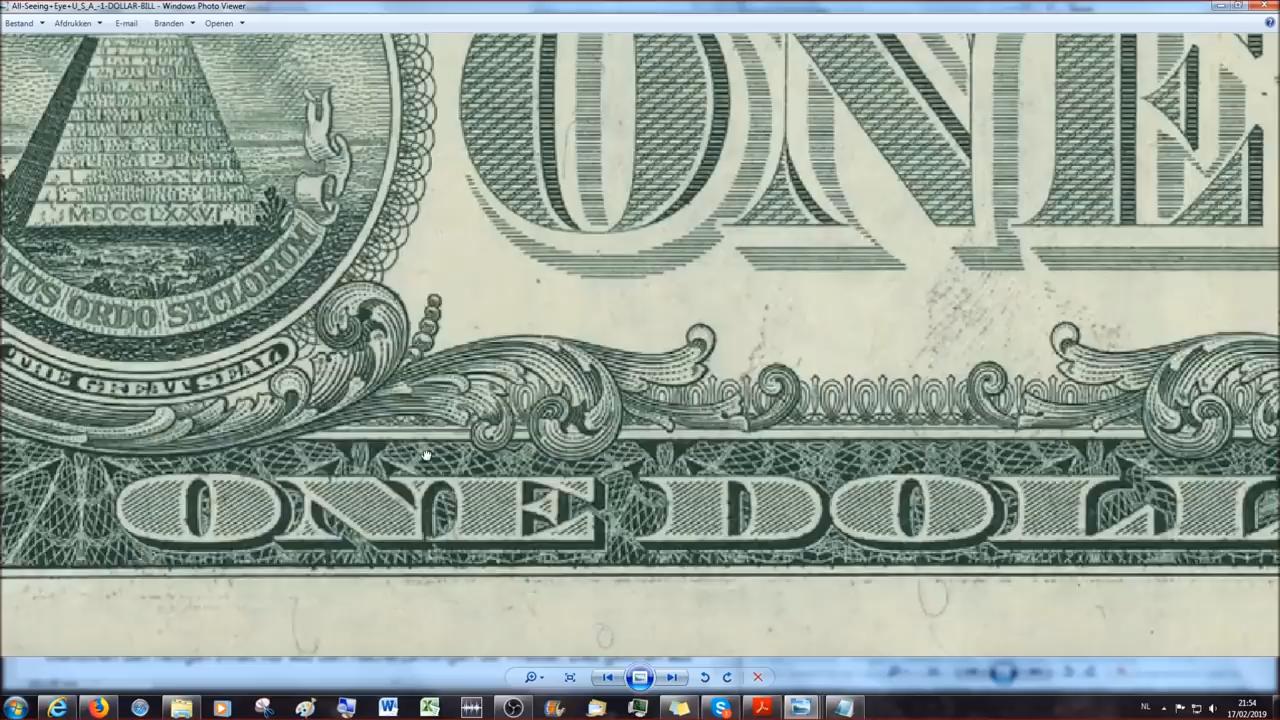 All-Seeing+Eye+U_S_A_-1-DOLLAR-BILL - Windows Photo Viewer
Bestand Afdrukken E-mail Branden Openen
ONE
MDCCLXXVI
VUS ORDO SECLORUM
THE GREAT SEAL
ONE DOLL
NL
21:54
17/02/2019